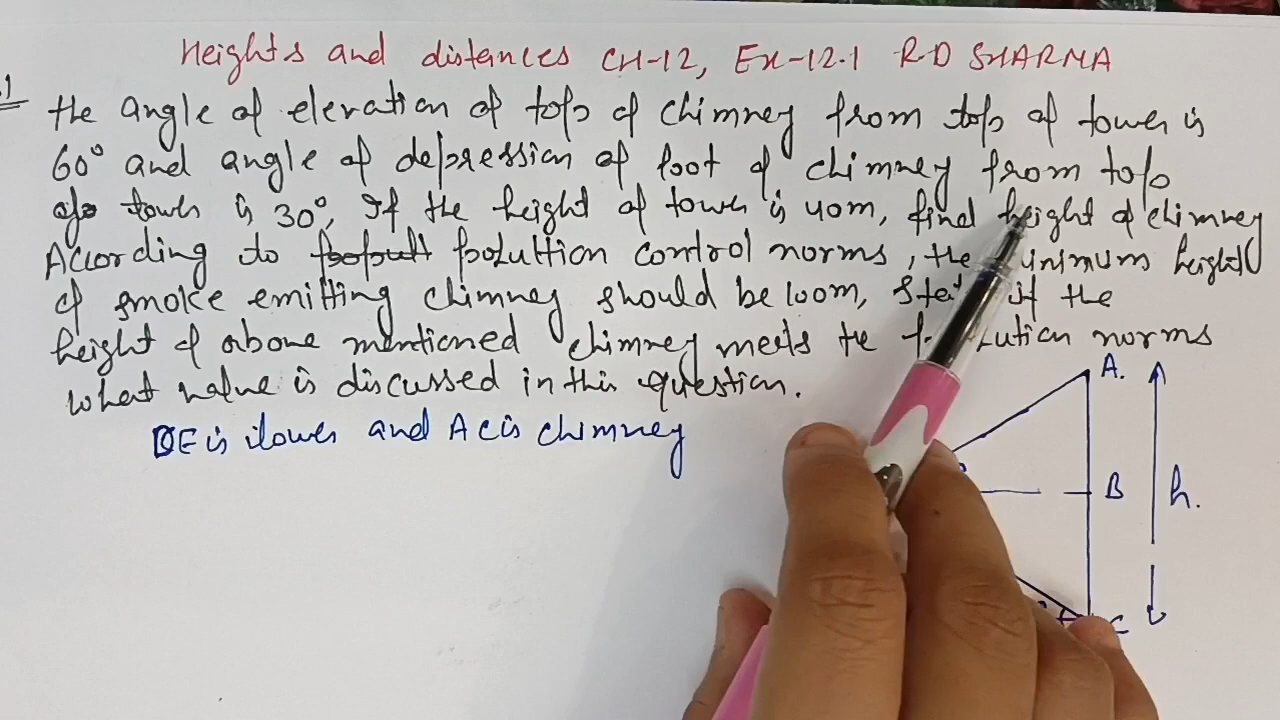 Heights and distances CH-12, Ex-12.1 R-D SHARMA
the angle of elevation of top of chimney from top of tower is
60° and angle of depression of foot of chimney from top
of tower is 30°, If the height of tower is 40m, find height of chimney
According to pollution control norms, the minimum height
of smoke emitting chimney should be 100m, state if the
height of above mentioned chimney meets the norms
what value is discussed in this question.
DE is tower and AC is chimney
A.
B
h.
C